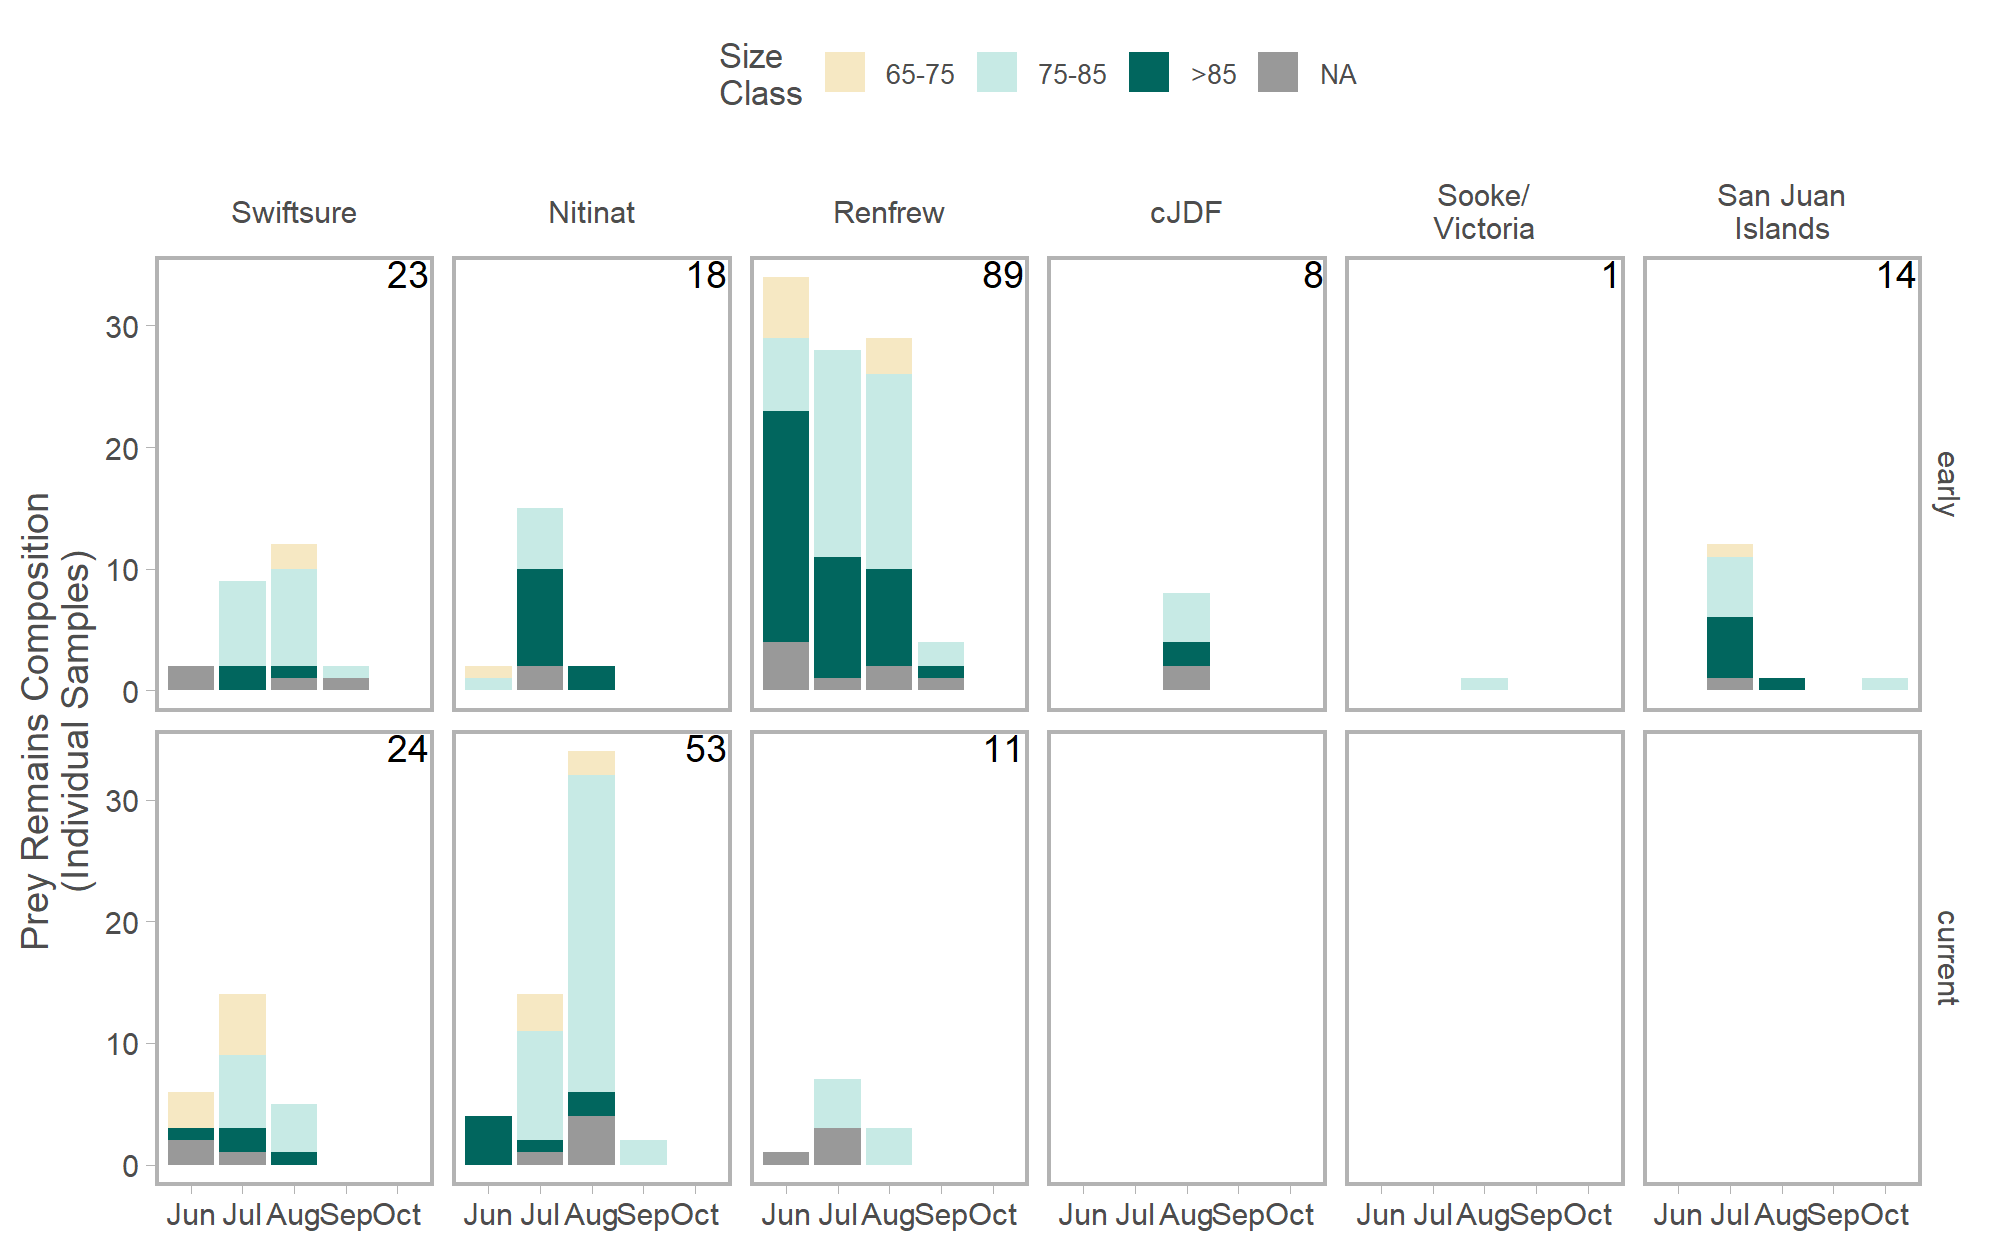 Size
Class
65-75
75-85
>85
NA
Swiftsure
Nitinat
Renfrew
cJDF
Sooke/
Victoria
San Juan
Islands
23
18
89
8
1
14
30
20
10
0
early
Prey Remains Composition
(Individual Samples)
24
53
11
30
20
10
0
current
Jun Jul Aug Sep Oct
Jun Jul Aug Sep Oct
Jun Jul Aug Sep Oct
Jun Jul Aug Sep Oct
Jun Jul Aug Sep Oct
Jun Jul Aug Sep Oct